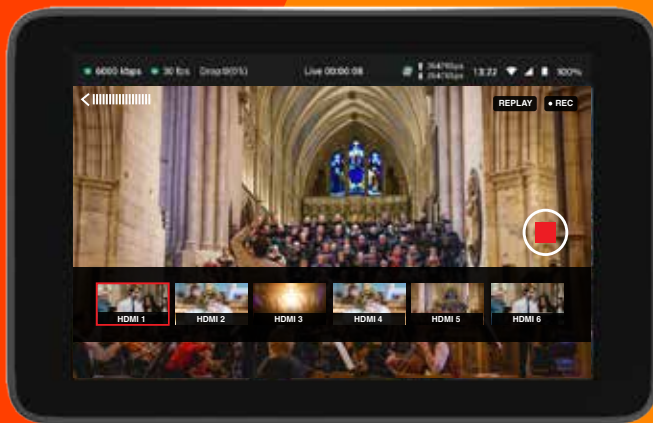 6000 kbps 30 fps Drop:0(0%) Live 00:00:08 13:22 100%
REPLAY • REC
HDMI 1 HDMI 2 HDMI 3 HDMI 4 HDMI 5 HDMI 6